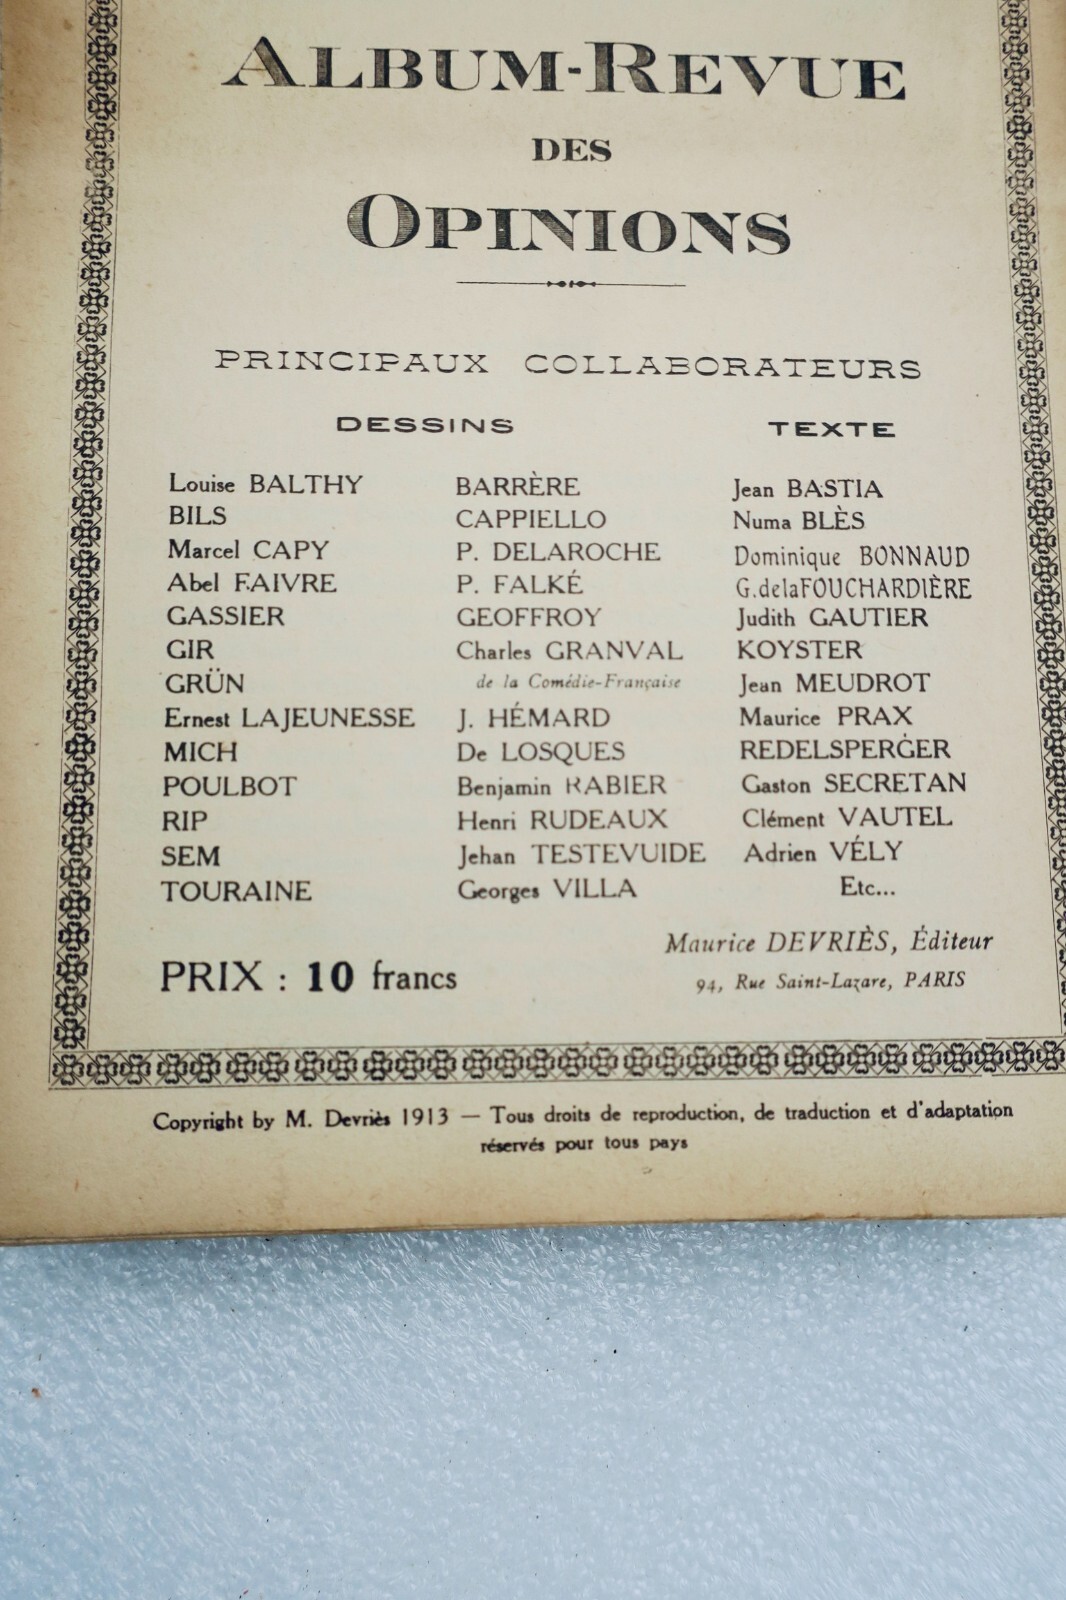 ALBUM-REVUE
DES
OPINIONS
PRINCIPAUX COLLABORATEURS
DESSINS
Louise BALTHY
BILS
Marcel CAPY
Abel FAIVRE
GASSIER
GIR
GRÜN
Ernest LAJEUNESSE
MICH
POULBOT
RIP
SEM
TOURAINE
BARRÈRE
CAPPIELLO
P. DELAROCHE
P. FALKÉ
GEOFFROY
Charles GRANVAL
de la Comédie-Française
J. HÉMARD
De LOSQUES
Benjamin RABIER
Henri RUDEAUX
Jehan TESTEVUIDE
Georges VILLA
TEXTE
Jean BASTIA
Numa BLÈS
Dominique BONNAUD
G. de la FOUCHARDIÈRE
Judith GAUTIER
KOYSTER
Jean MEUDROT
Maurice PRAX
REDELSPERGER
Gaston SECRETAN
Clément VAUTEL
Adrien VÉLY
Etc...
PRIX : 10 francs
Maurice DEVRIÈS, Éditeur
94, Rue Saint-Lazare, PARIS
Copyright by M. Devriès 1913 — Tous droits de reproduction, de traduction et d'adaptation
réservés pour tous pays